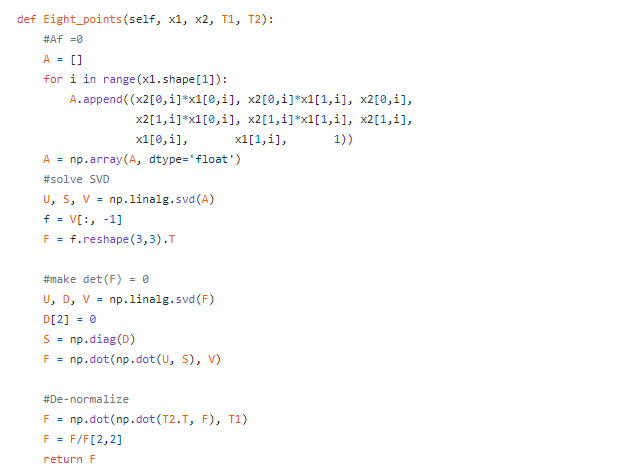 def Eight_points(self, x1, x2, T1, T2):
    #Af =0
    A = []
    for i in range(x1.shape[1]):
        A.append((x2[0,i]*x1[0,i], x2[0,i]*x1[1,i], x2[0,i],
                  x2[1,i]*x1[0,i], x2[1,i]*x1[1,i], x2[1,i],
                  x1[0,i],       x1[1,i],       1))
    A = np.array(A, dtype='float')
    #solve SVD
    U, S, V = np.linalg.svd(A)
    f = V[:, -1]
    F = f.reshape(3,3).T

    #make det(F) = 0
    U, D, V = np.linalg.svd(F)
    D[2] = 0
    S = np.diag(D)
    F = np.dot(np.dot(U, S), V)

    #De-normalize
    F = np.dot(np.dot(T2.T, F), T1)
    F = F/F[2,2]
    return F